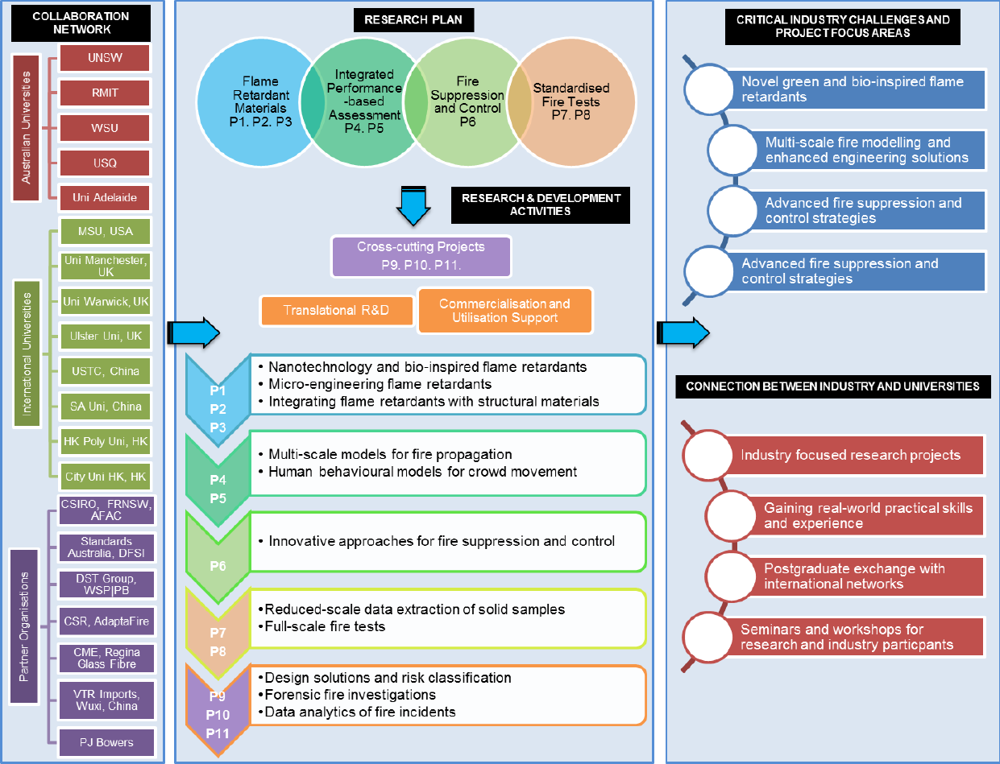 COLLABORATION
NETWORK
Australian Universities
UNSW
RMIT
WSU
USQ
Uni Adelaide
International Universities
MSU, USA
Uni Manchester,
UK
Uni Warwick, UK
Ulster Uni, UK
USTC, China
SA Uni, China
HK Poly Uni, HK
City Uni HK, HK
Partner Organisations
CSIRO, FRNSW,
AFAC
Standards
Australia, DFSI
DST Group,
WSP|PB
CSR, AdaptaFire
CME, Regina
Glass Fibre
VTR Imports,
Wuxi, China
PJ Bowers
RESEARCH PLAN
Flame
Retardant
Materials
P1. P2. P3
Integrated
Performance
-based
Assessment
P4. P5
Fire
Suppression
and Control
P6
Standardised
Fire Tests
P7. P8
RESEARCH & DEVELOPMENT
ACTIVITIES
Cross-cutting Projects
P9. P10. P11.
Translational R&D
Commercialisation and
Utilisation Support
P1
P2
P3
• Nanotechnology and bio-inspired flame retardants
• Micro-engineering flame retardants
• Integrating flame retardants with structural materials
P4
P5
• Multi-scale models for fire propagation
• Human behavioural models for crowd movement
P6
• Innovative approaches for fire suppression and control
P7
P8
•Reduced-scale data extraction of solid samples
•Full-scale fire tests
P9
P10
P11
•Design solutions and risk classification
•Forensic fire investigations
•Data analytics of fire incidents
CRITICAL INDUSTRY CHALLENGES AND
PROJECT FOCUS AREAS
Novel green and bio-inspired flame
retardants
Multi-scale fire modelling and
enhanced engineering solutions
Advanced fire suppression and
control strategies
Advanced fire suppression and
control strategies
CONNECTION BETWEEN INDUSTRY AND UNIVERSITIES
Industry focused research projects
Gaining real-world practical skills
and experience
Postgraduate exchange with
international networks
Seminars and workshops for
research and industry particpants